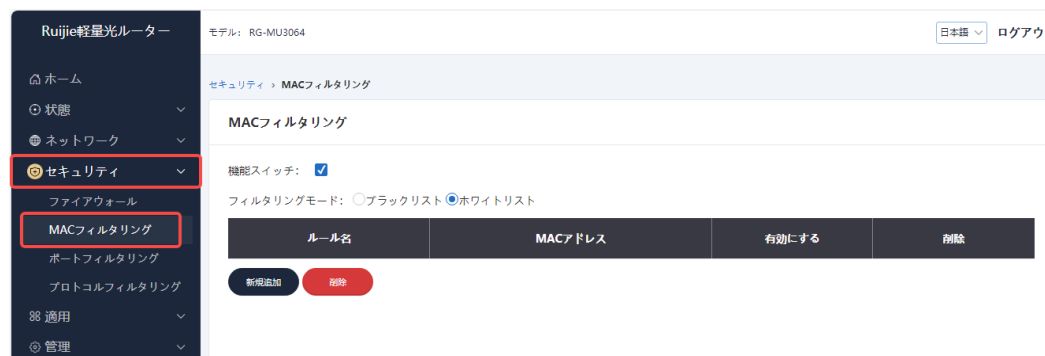 Ruijie軽量光ルーター
モデル: RG-MU3064
日本語
ログアウ
ホーム
状態
ネットワーク
セキュリティ
ファイアウォール
MACフィルタリング
ポートフィルタリング
プロトコルフィルタリング
適用
管理
セキュリティ › MACフィルタリング
MACフィルタリング
機能スイッチ:
フィルタリングモード: ブラックリスト ホワイトリスト
ルール名 MACアドレス 有効にする 削除
新規追加 削除